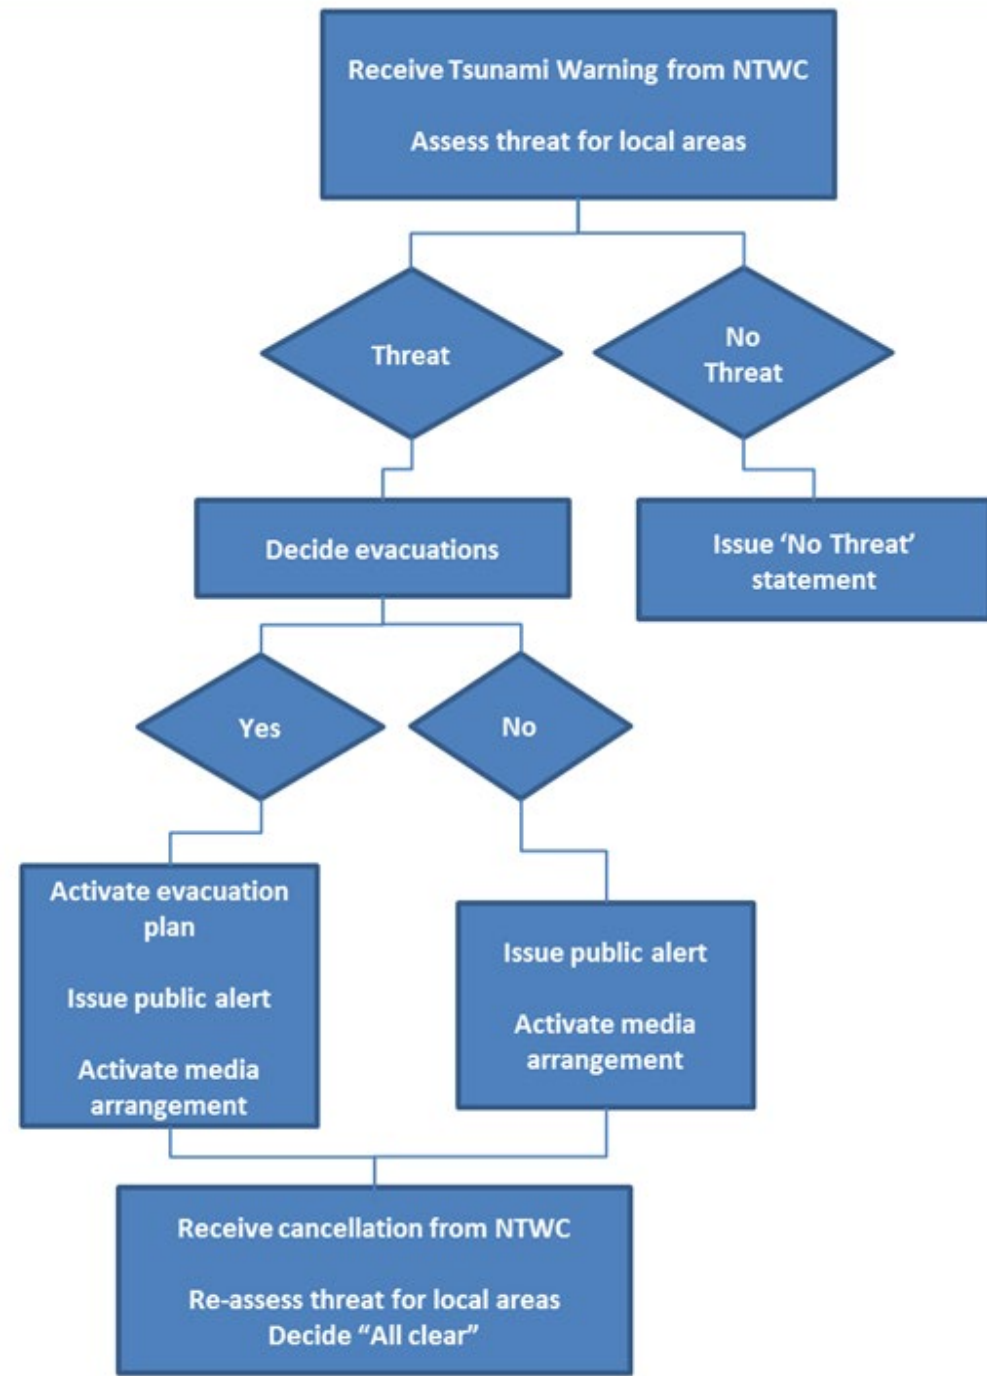 Receive Tsunami Warning from NTWC
Assess threat for local areas
Threat
No
Threat
Decide evacuations
Issue ‘No Threat’
statement
Yes
No
Activate evacuation
plan
Issue public alert
Activate media
arrangement
Issue public alert
Activate media
arrangement
Receive cancellation from NTWC
Re-assess threat for local areas
Decide “All clear”